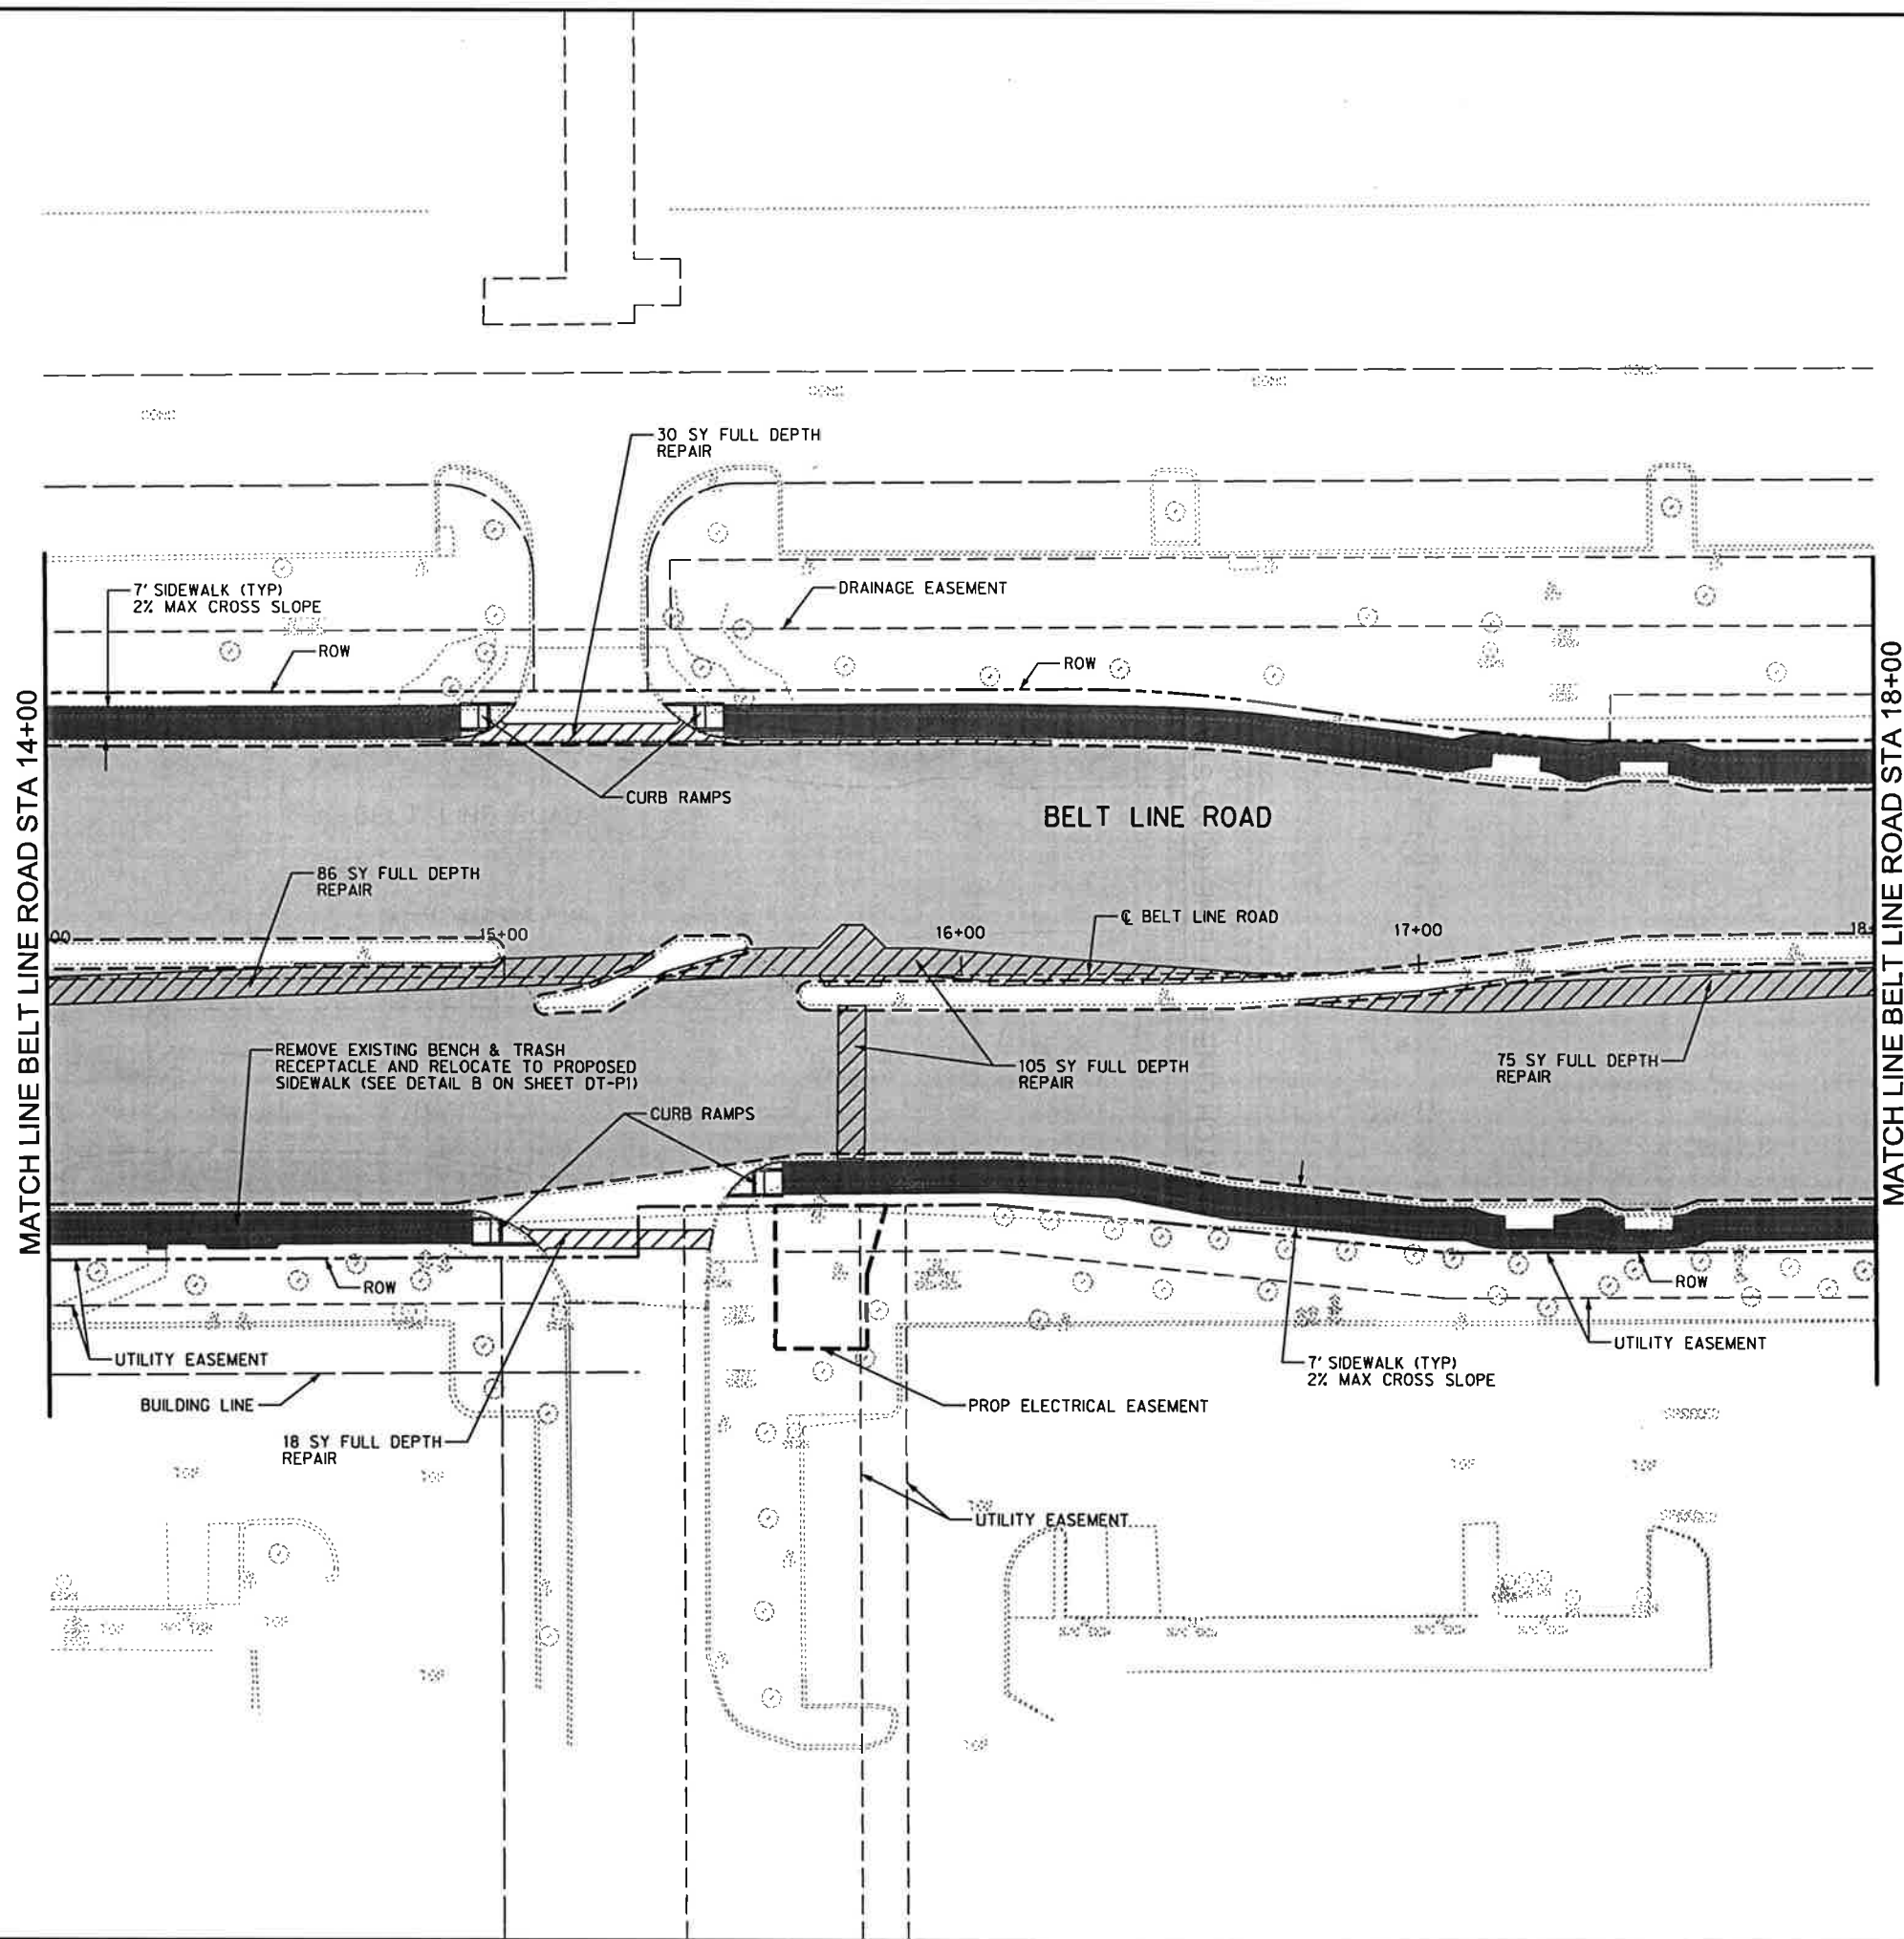 30 SY FULL DEPTH
REPAIR
7' SIDEWALK (TYP)
2% MAX CROSS SLOPE
DRAINAGE EASEMENT
ROW
ROW
CURB RAMPS
BELT LINE ROAD
MATCH LINE BELT LINE ROAD STA 14+00
MATCH LINE BELT LINE ROAD STA 18+00
86 SY FULL DEPTH
REPAIR
℄ BELT LINE ROAD
00
15+00
16+00
17+00
18+
REMOVE EXISTING BENCH & TRASH
RECEPTACLE AND RELOCATE TO PROPOSED
SIDEWALK (SEE DETAIL B ON SHEET DT-P1)
105 SY FULL DEPTH
REPAIR
75 SY FULL DEPTH
REPAIR
CURB RAMPS
ROW
ROW
UTILITY EASEMENT
UTILITY EASEMENT
7' SIDEWALK (TYP)
2% MAX CROSS SLOPE
BUILDING LINE
PROP ELECTRICAL EASEMENT
18 SY FULL DEPTH
REPAIR
UTILITY EASEMENT